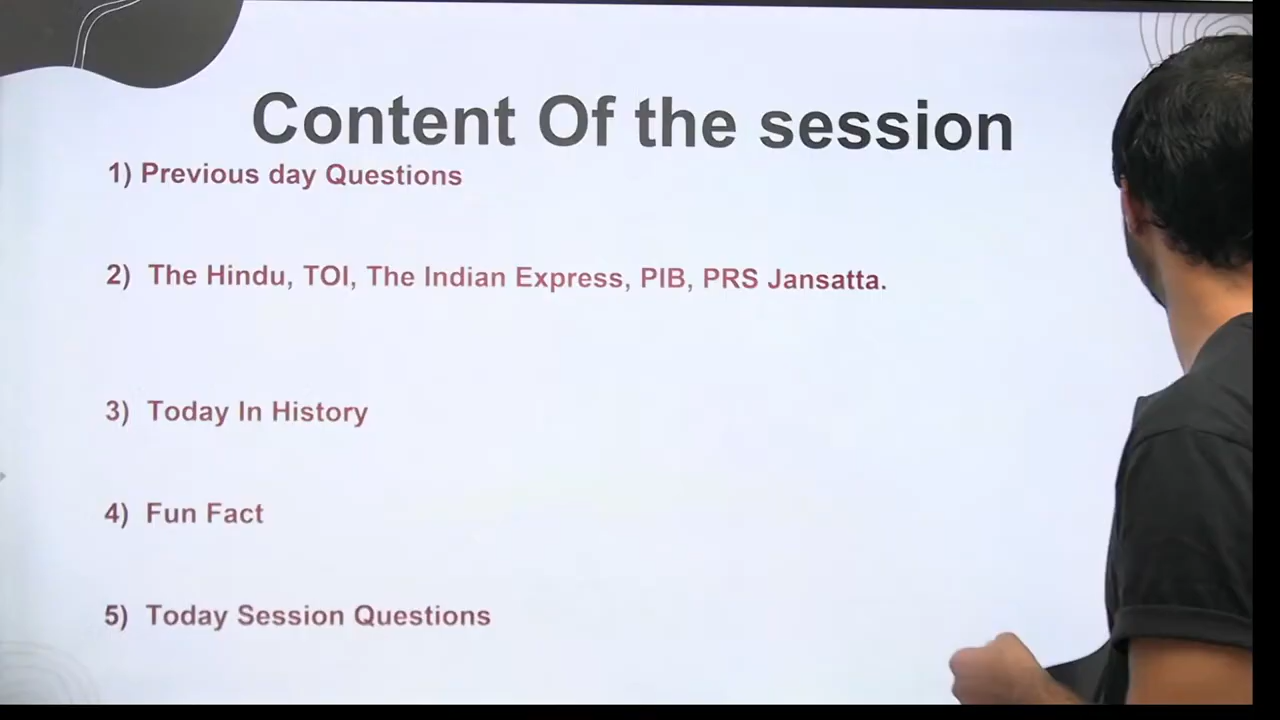 Content Of the session
1) Previous day Questions
2) The Hindu, TOI, The Indian Express, PIB, PRS Jansatta.
3) Today In History
4) Fun Fact
5) Today Session Questions